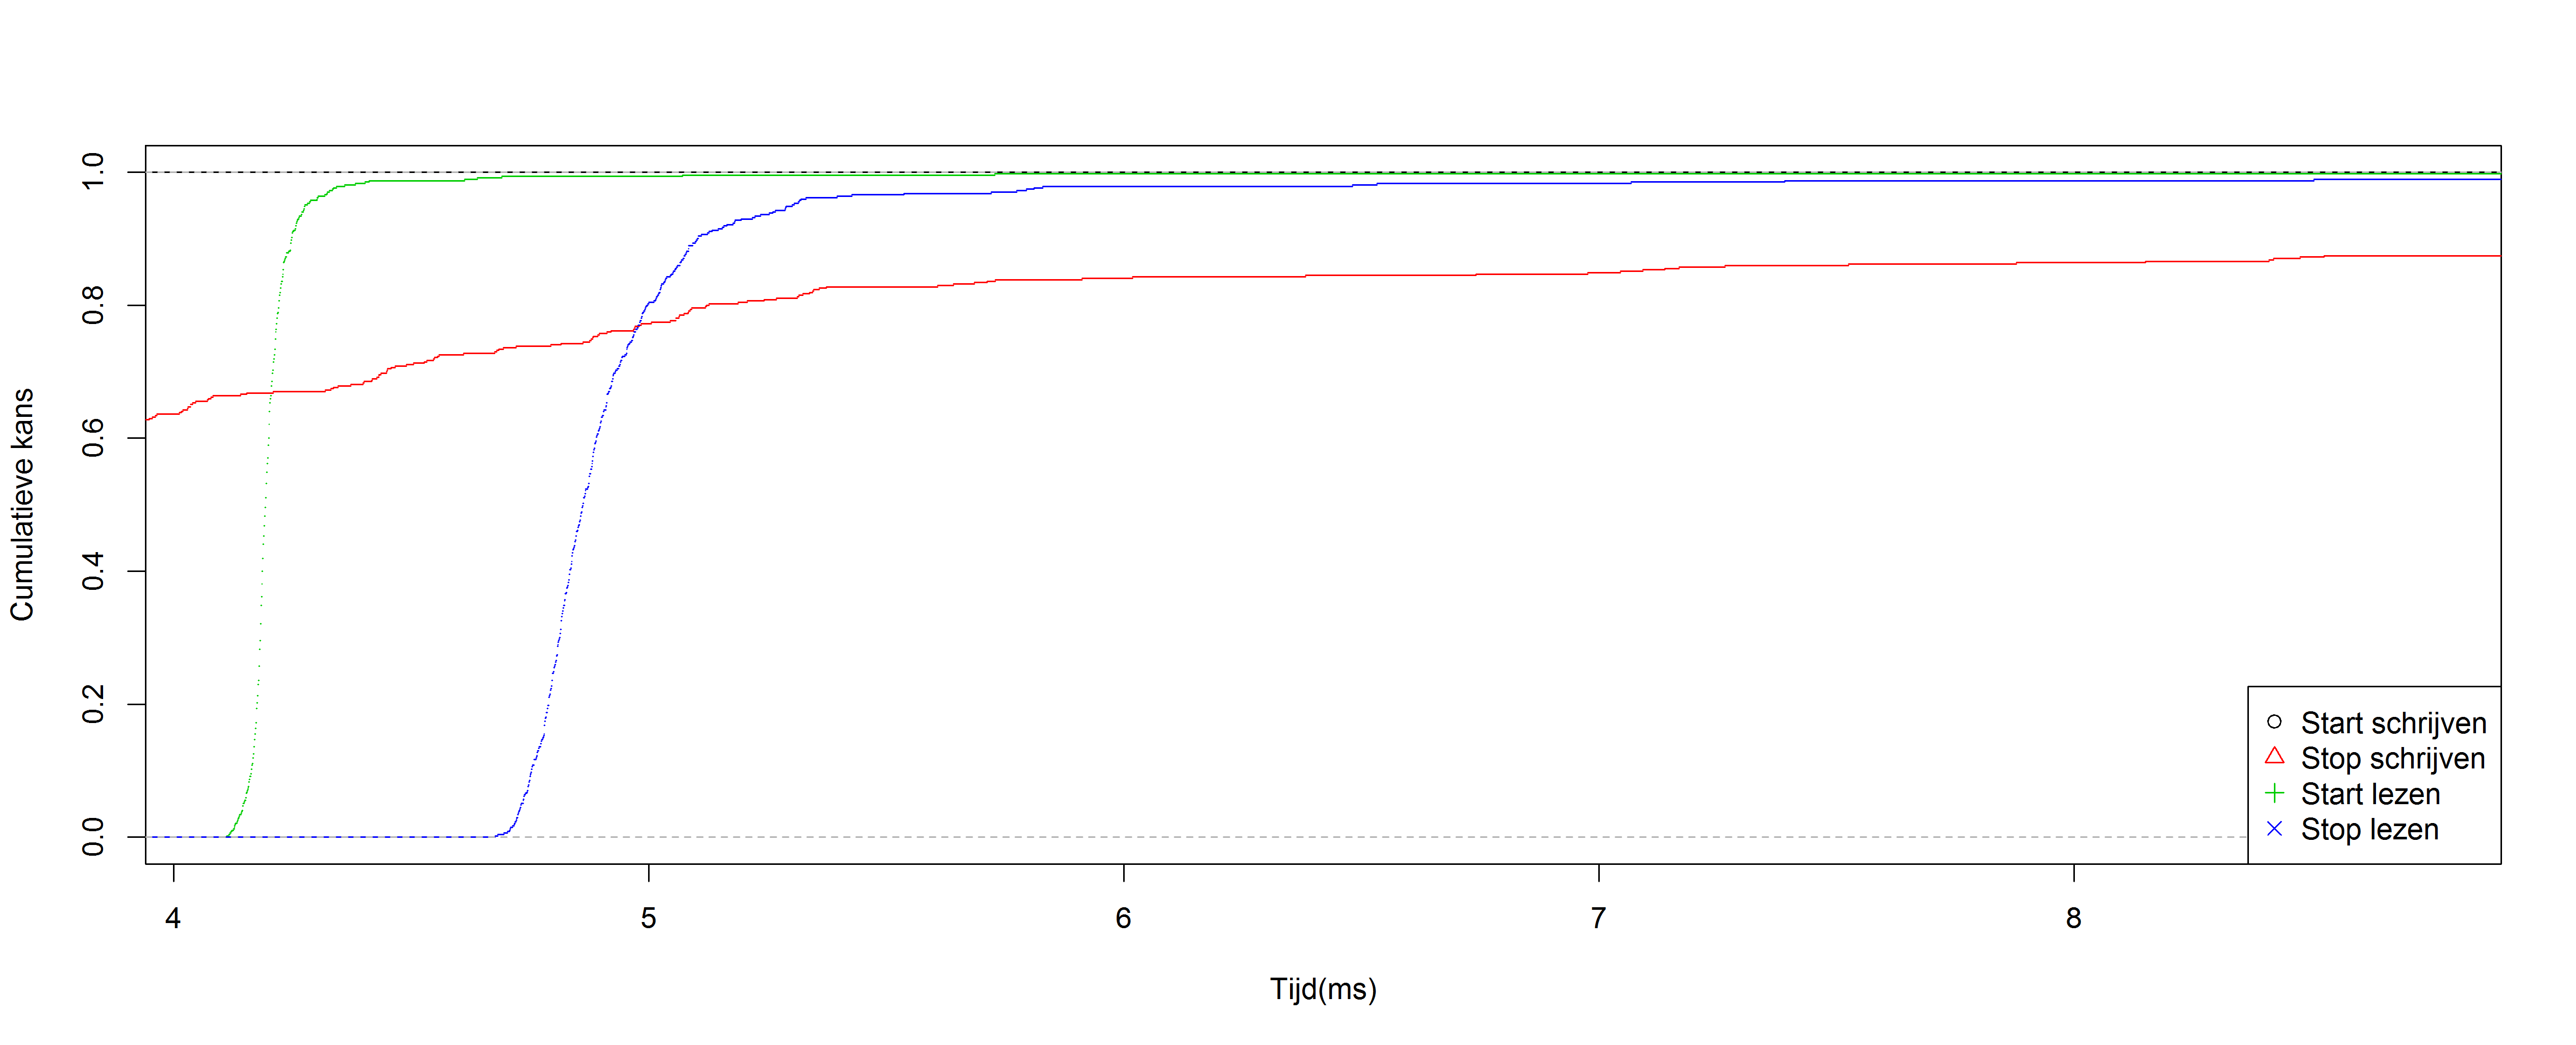 1.0
0.8
0.6
0.4
0.2
0.0
Cumulatieve kans
4 5 6 7 8
Tijd(ms)
Start schrijven
Stop schrijven
Start lezen
Stop lezen